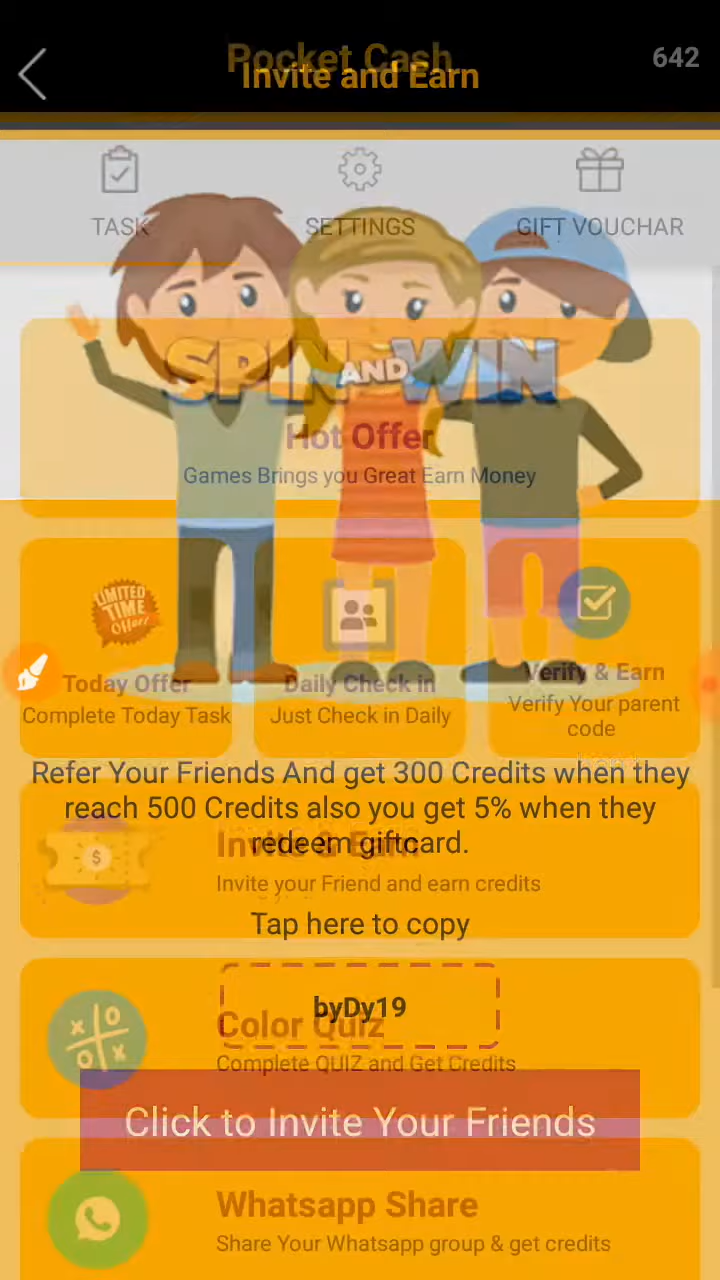 Pocket Cash
Invite and Earn
642
TASK
SETTINGS
GIFT VOUCHAR
SPIN AND WIN
Hot Offer
Games Brings you Great Earn Money
LIMITED
TIME
Offer
Today Offer
Complete Today Task
Daily Check in
Just Check in Daily
Verify & Earn
Verify Your parent
code
Refer Your Friends And get 300 Credits when they
reach 500 Credits also you get 5% when they
redeem giftcard.
Invite & Earn
Invite your Friend and earn credits
Tap here to copy
byDy19
Color Quiz
Complete QUIZ and Get Credits
Click to Invite Your Friends
Whatsapp Share
Share Your Whatsapp group & get credits